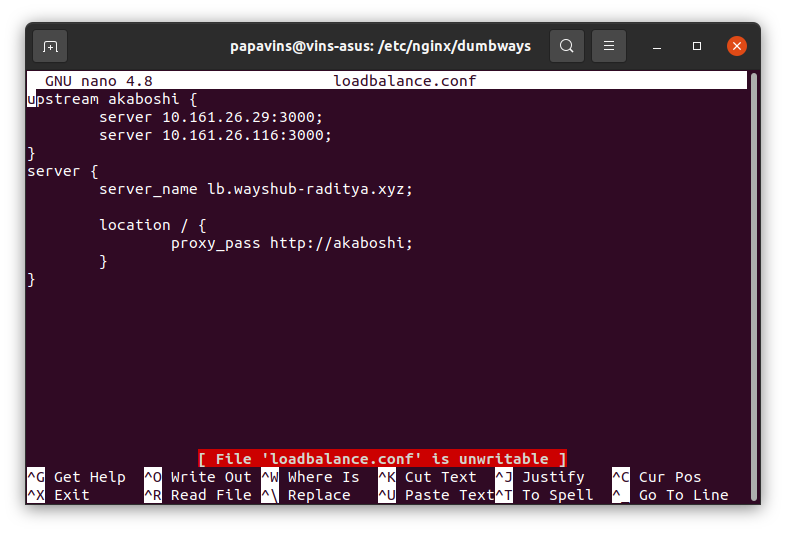 papavins@vins-asus: /etc/nginx/dumbways
GNU nano 4.8 loadbalance.conf
upstream akaboshi {
        server 10.161.26.29:3000;
        server 10.161.26.116:3000;
}
server {
        server_name lb.wayshub-raditya.xyz;

        location / {
                proxy_pass http://akaboshi;
        }
}
[ File 'loadbalance.conf' is unwritable ]
^G Get Help ^O Write Out ^W Where Is ^K Cut Text ^J Justify ^C Cur Pos
^X Exit ^R Read File ^\ Replace ^U Paste Text^T To Spell ^_ Go To Line